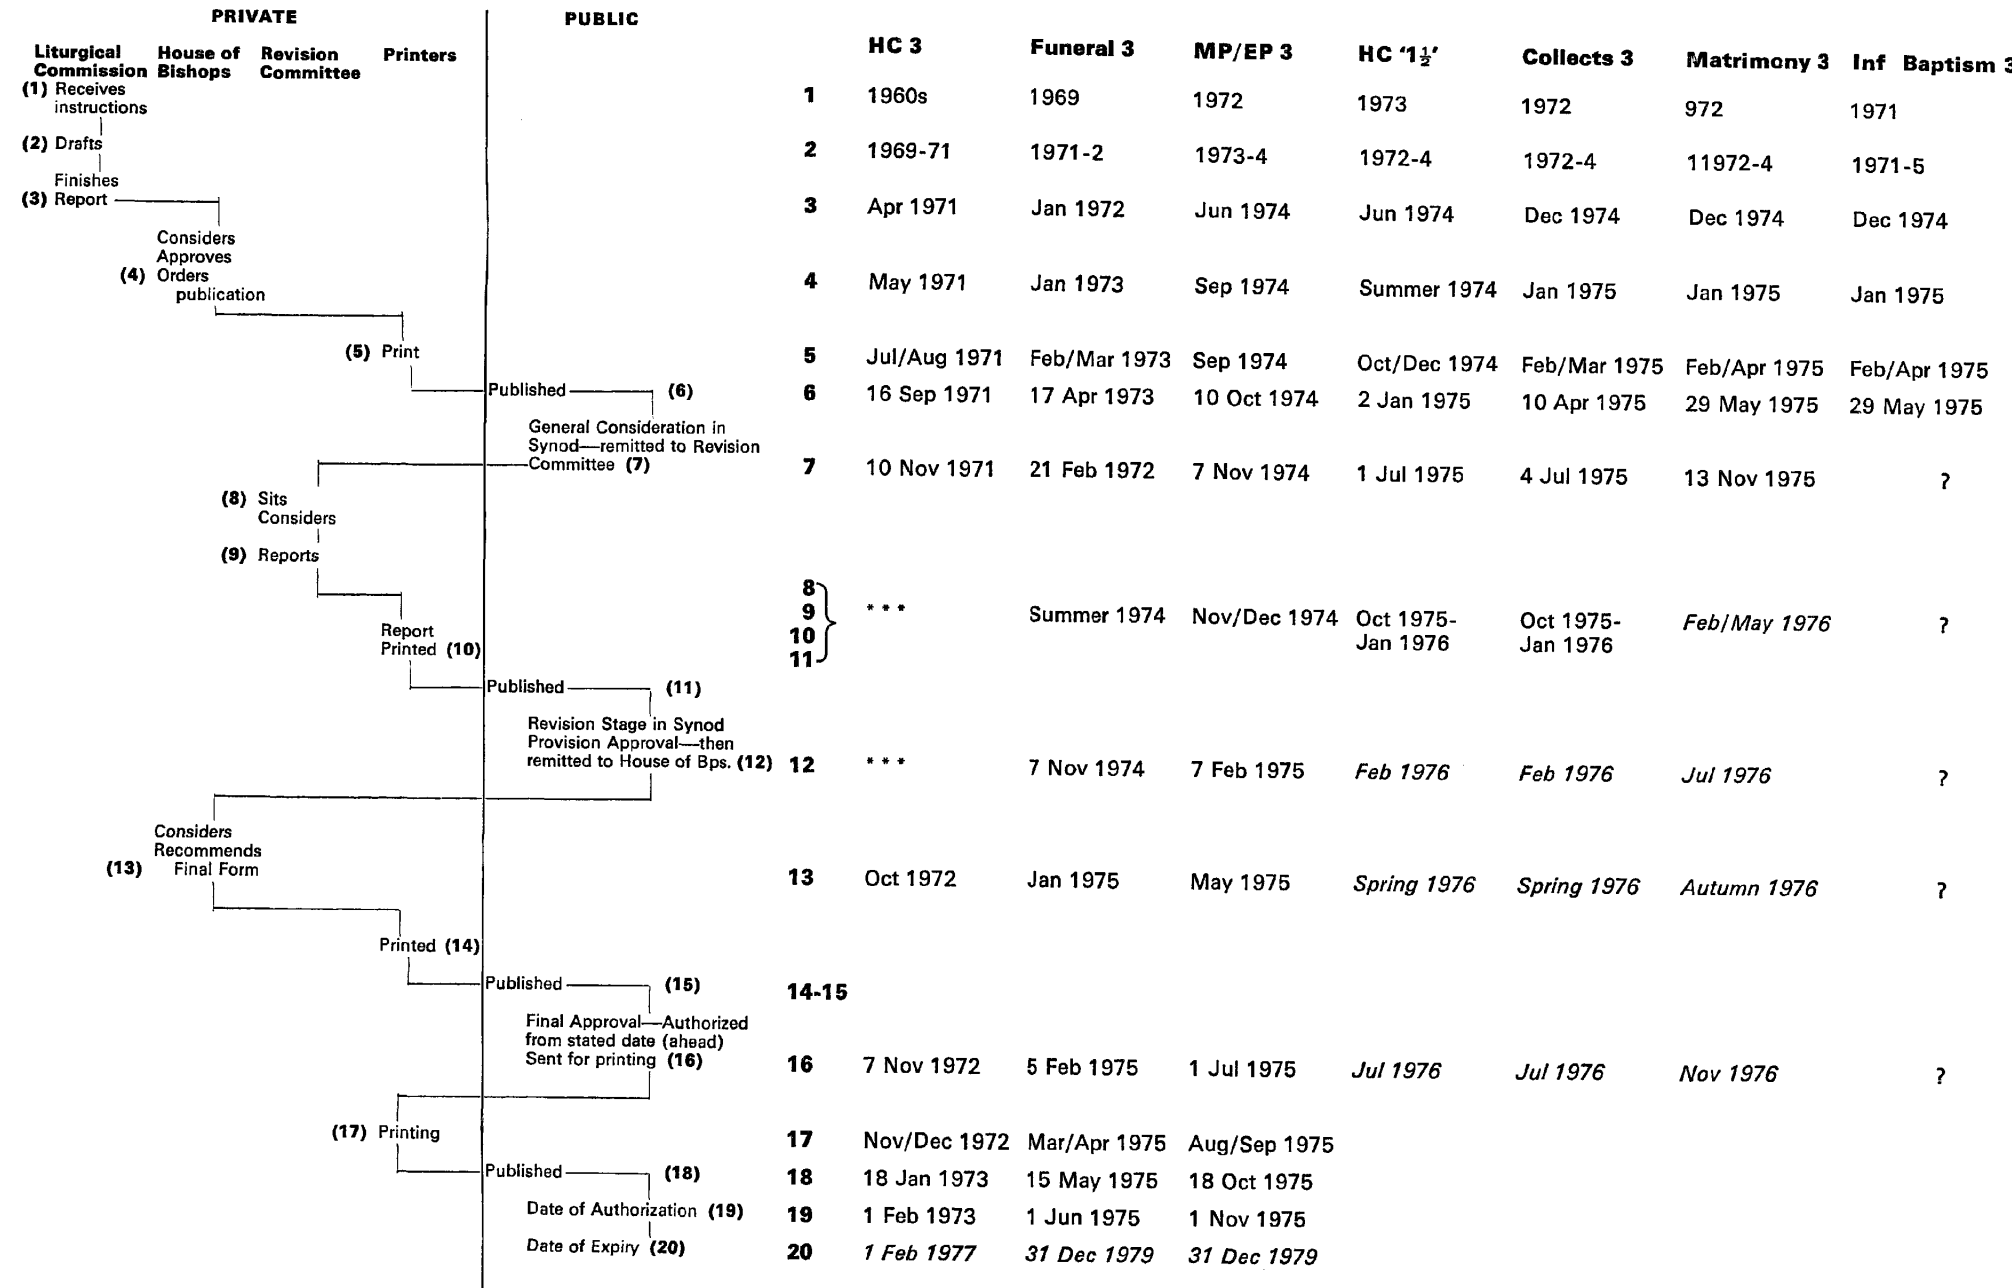 PRIVATE
PUBLIC
Liturgical House of Revision Printers
Commission Bishops Committee
(1) Receives
instructions
(2) Drafts
Finishes
(3) Report
Considers
Approves
(4) Orders
publication
(5) Print
Published (6)
General Consideration in
Synod—remitted to Revision
Committee (7)
(8) Sits
Considers
(9) Reports
Report
Printed (10)
Published (11)
Revision Stage in Synod
Provision Approval—then
remitted to House of Bps. (12)
Considers
Recommends
(13) Final Form
Printed (14)
Published (15)
Final Approval—Authorized
from stated date (ahead)
Sent for printing (16)
(17) Printing
Published (18)
Date of Authorization (19)
Date of Expiry (20)
HC 3 Funeral 3 MP/EP 3 HC '1½' Collects 3 Matrimony 3 Inf Baptism 3
1 1960s 1969 1972 1973 1972 972 1971
2 1969-71 1971-2 1973-4 1972-4 1972-4 11972-4 1971-5
3 Apr 1971 Jan 1972 Jun 1974 Jun 1974 Dec 1974 Dec 1974 Dec 1974
4 May 1971 Jan 1973 Sep 1974 Summer 1974 Jan 1975 Jan 1975 Jan 1975
5 Jul/Aug 1971 Feb/Mar 1973 Sep 1974 Oct/Dec 1974 Feb/Mar 1975 Feb/Apr 1975 Feb/Apr 1975
6 16 Sep 1971 17 Apr 1973 10 Oct 1974 2 Jan 1975 10 Apr 1975 29 May 1975 29 May 1975
7 10 Nov 1971 21 Feb 1972 7 Nov 1974 1 Jul 1975 4 Jul 1975 13 Nov 1975 ?
8
9 * * * Summer 1974 Nov/Dec 1974 Oct 1975- Oct 1975- Feb/May 1976 ?
10 Jan 1976 Jan 1976
11
12 * * * 7 Nov 1974 7 Feb 1975 Feb 1976 Feb 1976 Jul 1976 ?
13 Oct 1972 Jan 1975 May 1975 Spring 1976 Spring 1976 Autumn 1976 ?
14-15
16 7 Nov 1972 5 Feb 1975 1 Jul 1975 Jul 1976 Jul 1976 Nov 1976 ?
17 Nov/Dec 1972 Mar/Apr 1975 Aug/Sep 1975
18 18 Jan 1973 15 May 1975 18 Oct 1975
19 1 Feb 1973 1 Jun 1975 1 Nov 1975
20 1 Feb 1977 31 Dec 1979 31 Dec 1979